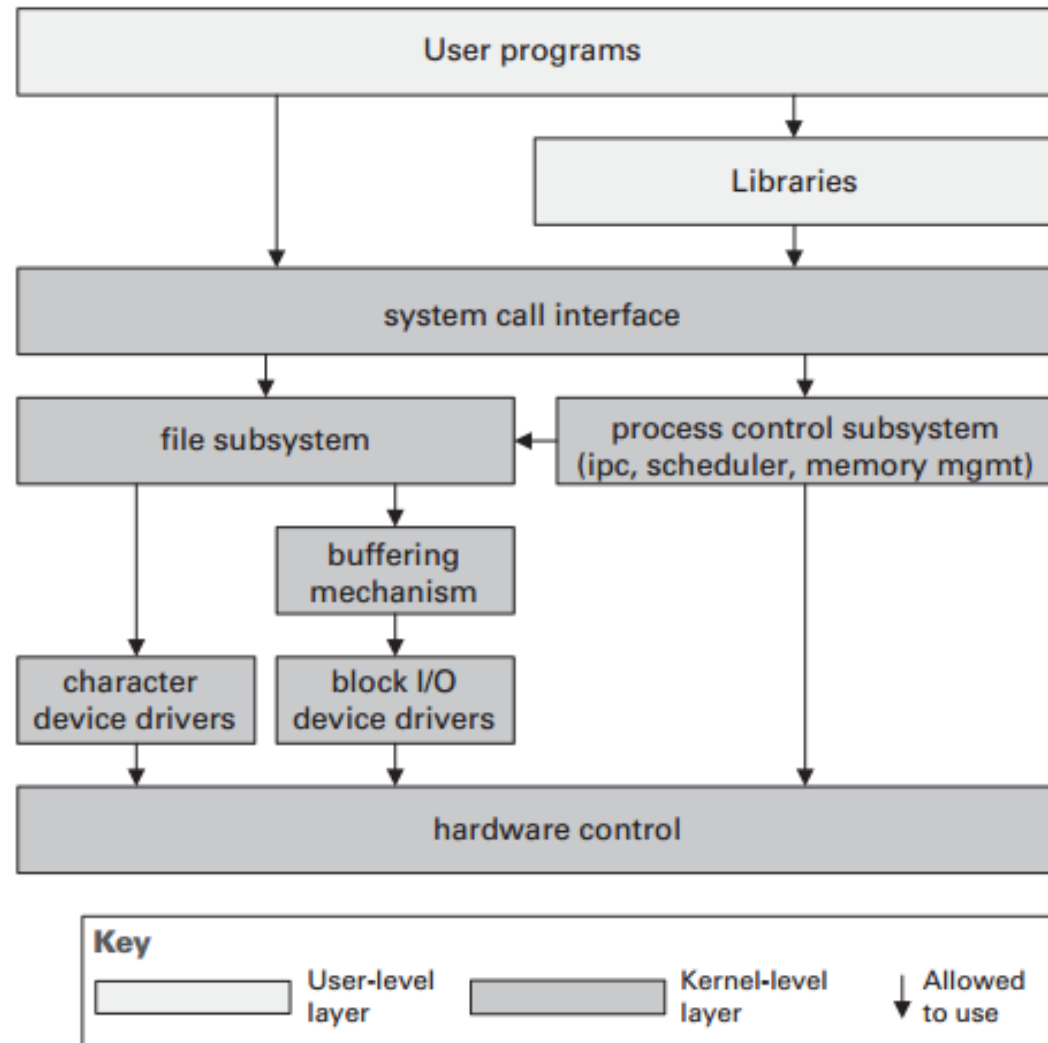 User programs
Libraries
system call interface
file subsystem
process control subsystem
(ipc, scheduler, memory mgmt)
buffering
mechanism
character
device drivers
block I/O
device drivers
hardware control
Key
User-level
layer
Kernel-level
layer
Allowed
to use